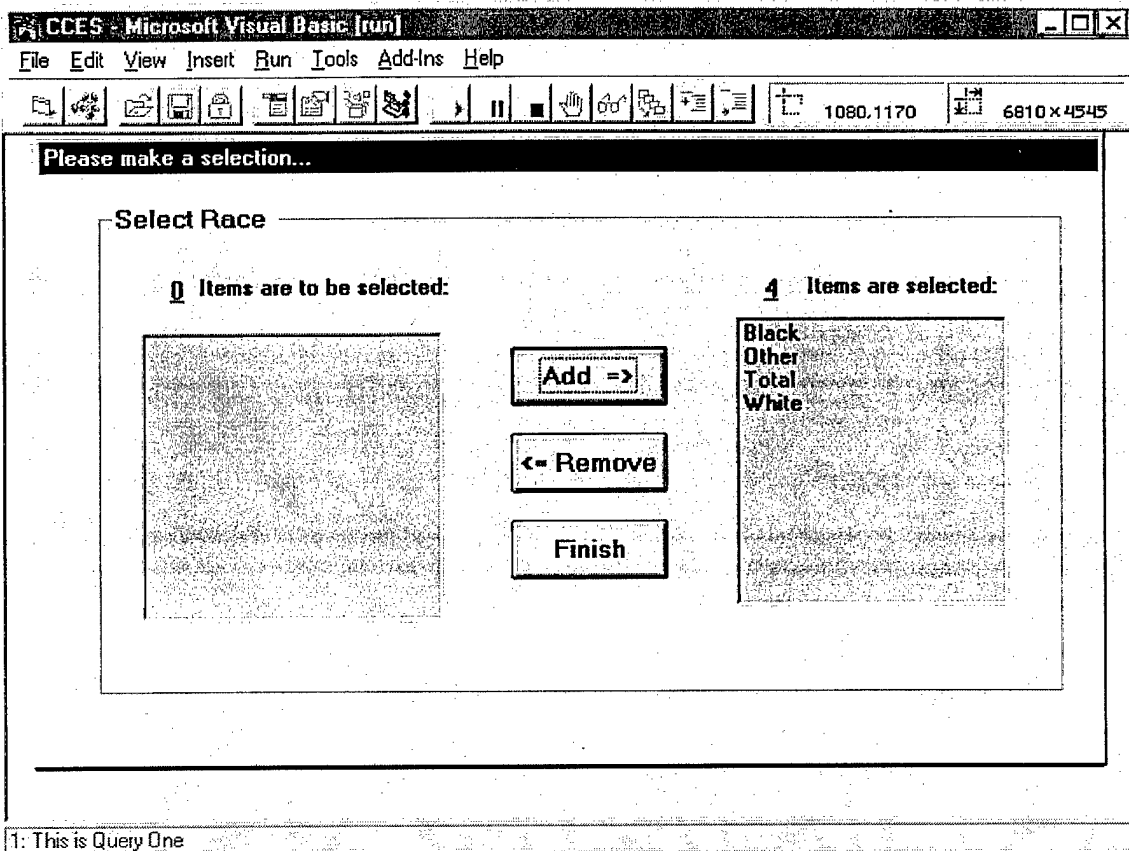 CCES - Microsoft Visual Basic [run]
File Edit View Insert Run Tools Add-Ins Help
1080,1170 6810×4545
Please make a selection...
Select Race
0 Items are to be selected:
4 Items are selected:
Black
Other
Total
White
Add =>
<= Remove
Finish
1: This is Query One